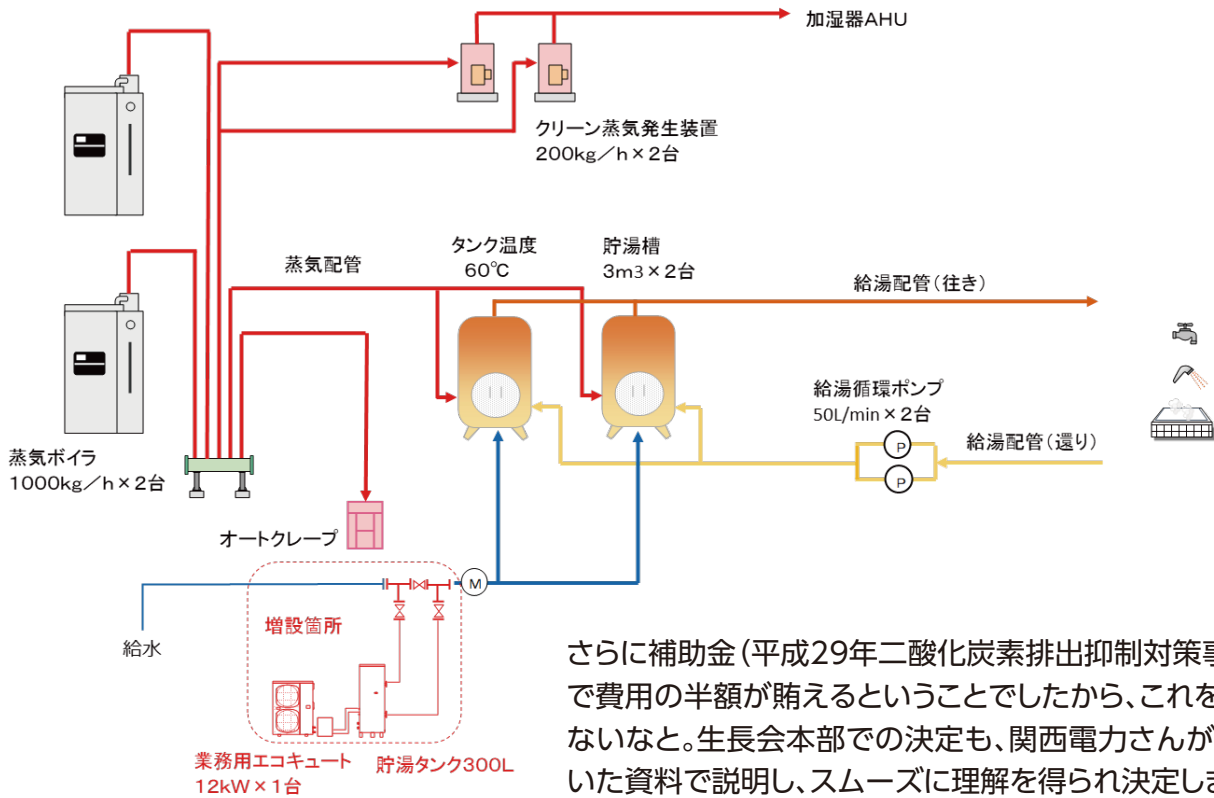 加湿器AHU
クリーン蒸気発生装置
200kg／h×2台
蒸気配管
タンク温度
60℃
貯湯槽
3m3×2台
給湯配管（往き）
給湯循環ポンプ
50L/min×2台
P
P
給湯配管（還り）
蒸気ボイラ
1000kg／h×2台
オートクレーブ
M
増設箇所
給水
業務用エコキュート
12kW×1台
貯湯タンク300L
さらに補助金（平成29年二酸化炭素排出抑制対策事
で費用の半額が賄えるということでしたから、これを
ないなと。生長会本部での決定も、関西電力さんが
いた資料で説明し、スムーズに理解を得られ決定しま